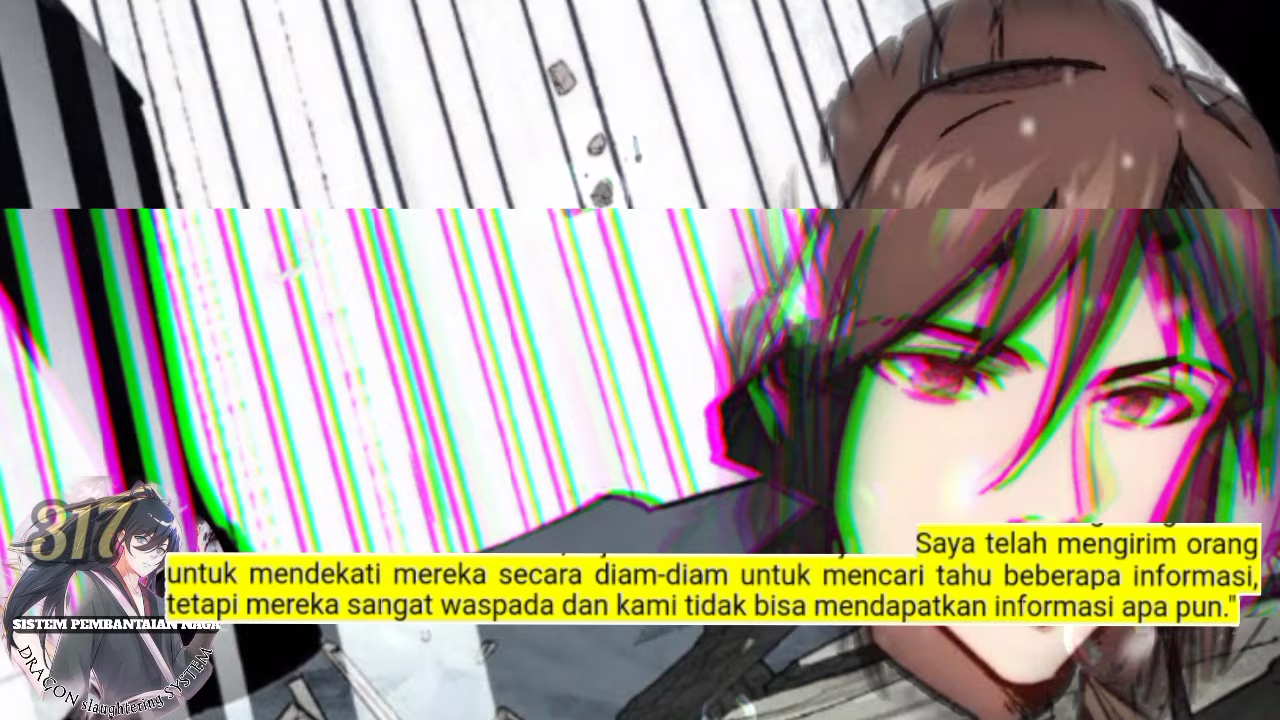 Saya telah mengirim orang
untuk mendekati mereka secara diam-diam untuk mencari tahu beberapa informasi,
tetapi mereka sangat waspada dan kami tidak bisa mendapatkan informasi apa pun."
317
SISTEM PEMBANTAIAN NAGA
DRAGON slaughtering SYSTEM